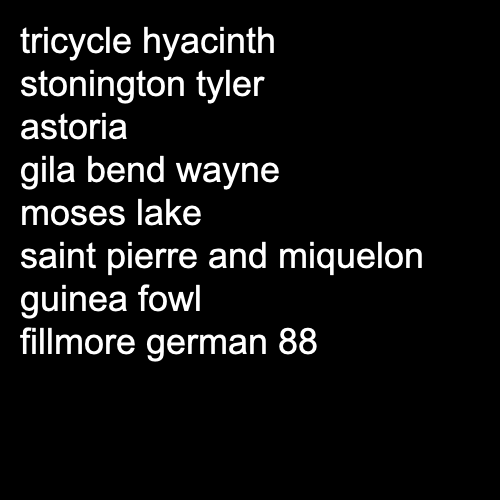 tricycle hyacinth
stonington tyler
astoria
gila bend wayne
moses lake
saint pierre and miquelon
guinea fowl
fillmore german 88